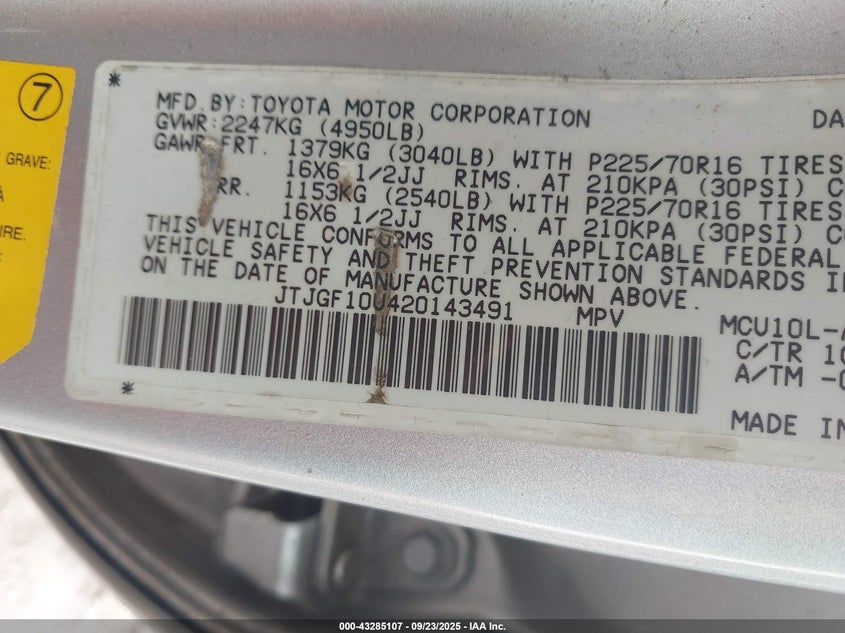 7
GRAVE:
A
IRE.
:
* MFD.BY:TOYOTA MOTOR CORPORATION DA
GVWR:2247KG (4950LB)
GAWR FRT. 1379KG (3040LB) WITH P225/70R16 TIRES
16X6 1/2JJ RIMS. AT 210KPA (30PSI) C
RR. 1153KG (2540LB) WITH P225/70R16 TIRES
16X6 1/2JJ RIMS. AT 210KPA (30PSI) C
THIS VEHICLE CONFORMS TO ALL APPLICABLE FEDERAL
VEHICLE SAFETY AND THEFT PREVENTION STANDARDS I
ON THE DATE OF MANUFACTURE SHOWN ABOVE.
JTJGF10U420143491 MPV MCU10L-A
C/TR 10
* A/TM -0
MADE IN
000-43285107 - 09/23/2025 - IAA Inc.